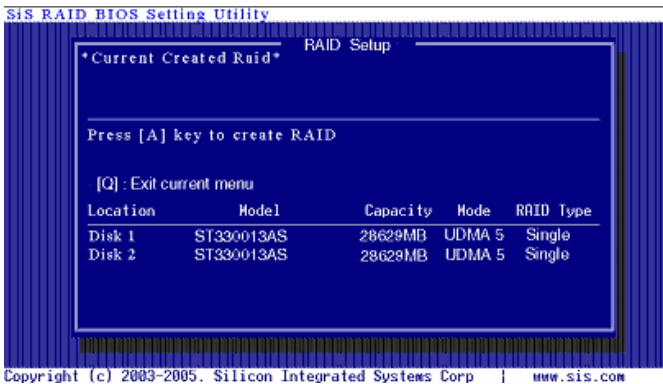 SiS RAID BIOS Setting Utility
RAID Setup
*Current Created Raid*
Press [A] key to create RAID
[Q] : Exit current menu
Location Model Capacity Mode RAID Type
Disk 1 ST330013AS 28629MB UDMA 5 Single
Disk 2 ST330013AS 28629MB UDMA 5 Single
Copyright (c) 2003-2005. Silicon Integrated Systems Corp | www.sis.com